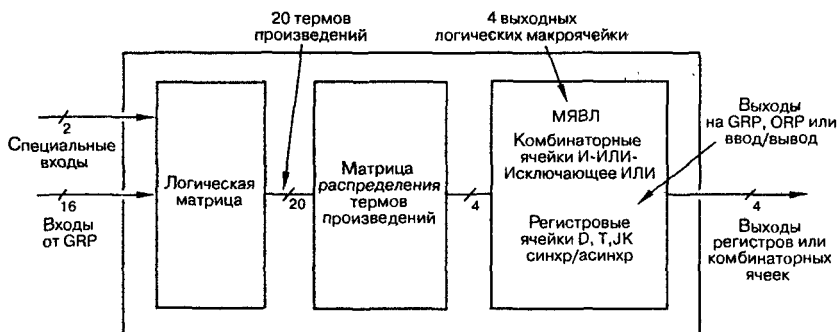 20 термов
произведений
4 выходных
логических макроячейки
2
Специальные
входы
16
Входы
от GRP
Логическая
матрица
20
Матрица
распределения
термов
произведений
4
МЯВЛ
Комбинаторные
ячейки И-ИЛИ-
Исключающее ИЛИ
Регистровые
ячейки D, T,JK
синхр/асинхр
Выходы
на GRP, ORP или
ввод/вывод
4
Выходы
регистров или
комбинаторных
ячеек